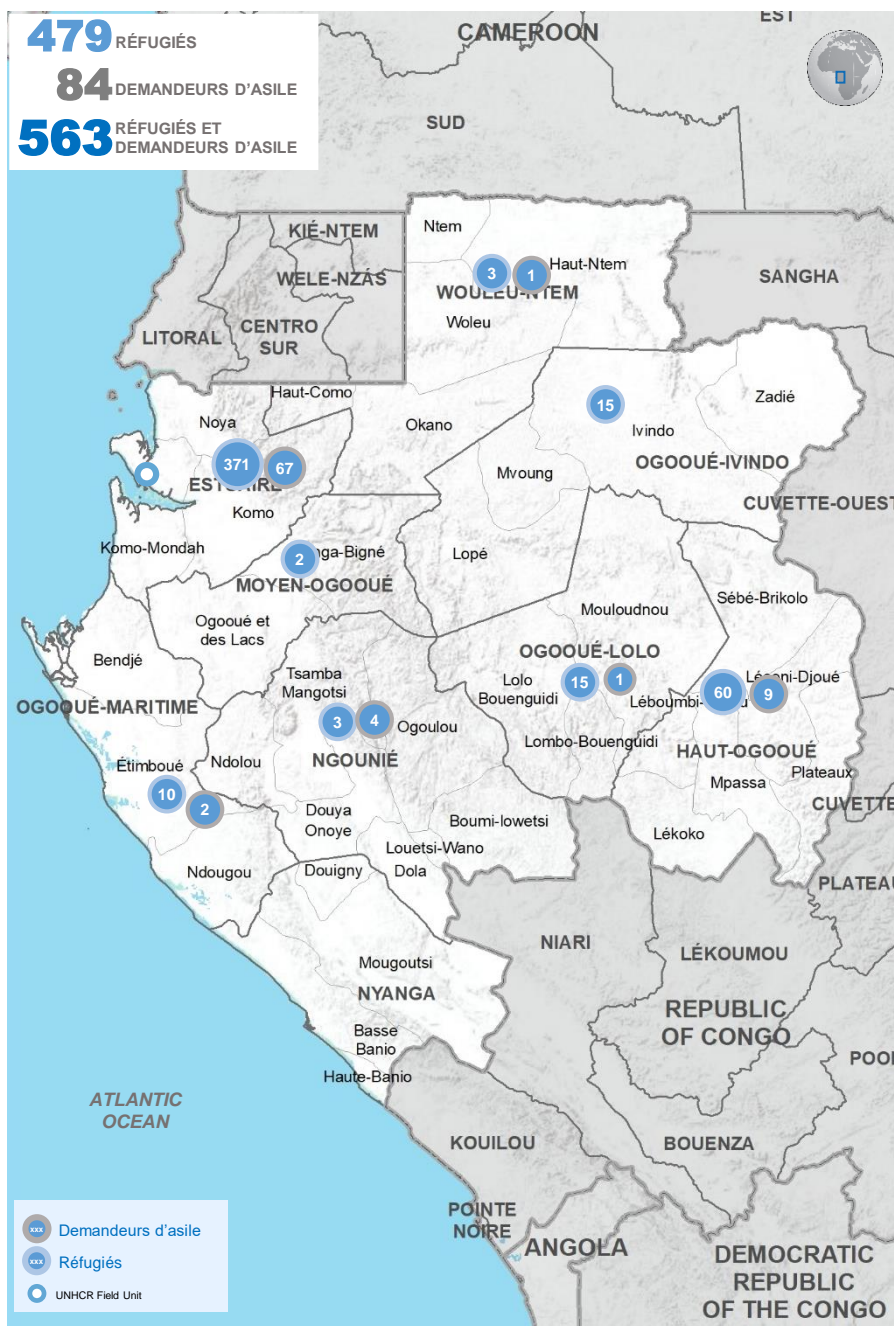 479 RÉFUGIÉS
84 DEMANDEURS D'ASILE
563 RÉFUGIÉS ET
DEMANDEURS D'ASILE
EST
CAMEROON
SUD
KIÉ-NTEM
WELE-NZÁS
LITORAL
CENTRO
SUR
SANGHA
Ntem
Haut-Ntem
3
1
WOULEU-NTEM
Woleu
Haut-Como
Noya
Okano
15
Ivindo
Zadié
OGOOUÉ-IVINDO
Mvoung
371
67
Komo
CUVETTE-OUEST
Komo-Mondah
2
MOYEN-OGOOUÉ
Lopé
Sébé-Brikolo
Mouloudnou
Ogooué et
des Lacs
Bendjé
OGOOUÉ-LOLO
Tsamba
Mangotsi
Lolo
Bouenguidi
15
1
60
9
OGOOUÉ-MARITIME
3
4
Ogoulou
Lombo-Bouenguidi
HAUT-OGOOUÉ
NGOUNIÉ
Étimboué
Ndolou
Plateaux
Mpassa
10
2
CUVETTE
Douya
Onoye
Boumi-lowetsi
Lékoko
Louetsi-Wano
Ndougou
Douigny
Dola
PLATEAU
NIARI
LÉKOUMOU
Mougoutsi
NYANGA
REPUBLIC
OF CONGO
Basse
Banio
POOL
Haute-Banio
ATLANTIC
OCEAN
KOUILOU
BOUENZA
POINTE
NOIRE
ANGOLA
DEMOCRATIC
REPUBLIC
OF THE CONGO
xxx Demandeurs d'asile
xxx Réfugiés
UNHCR Field Unit